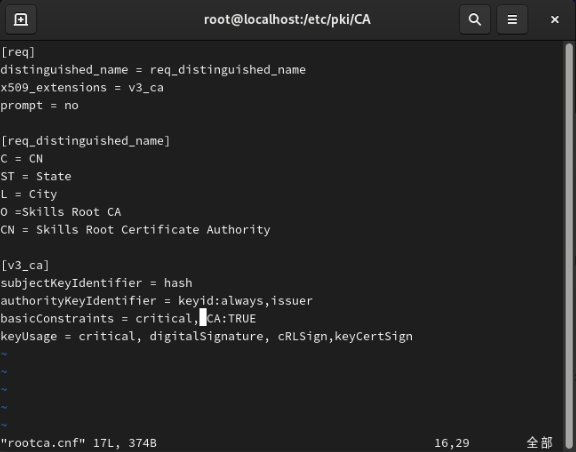 root@localhost:/etc/pki/CA
[req]
distinguished_name = req_distinguished_name
x509_extensions = v3_ca
prompt = no
[req_distinguished_name]
C = CN
ST = State
L = City
O =Skills Root CA
CN = Skills Root Certificate Authority
[v3_ca]
subjectKeyIdentifier = hash
authorityKeyIdentifier = keyid:always,issuer
basicConstraints = critical, CA:TRUE
keyUsage = critical, digitalSignature, cRLSign,keyCertSign
~
~
~
~
~
"rootca.cnf" 17L, 374B 16,29 全部